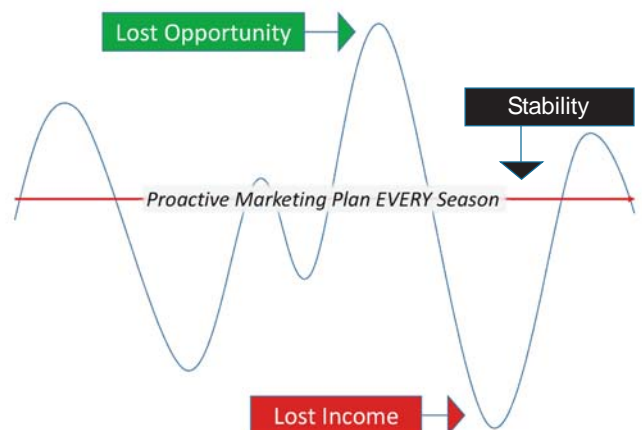 Lost Opportunity
Stability
Proactive Marketing Plan EVERY Season
Lost Income